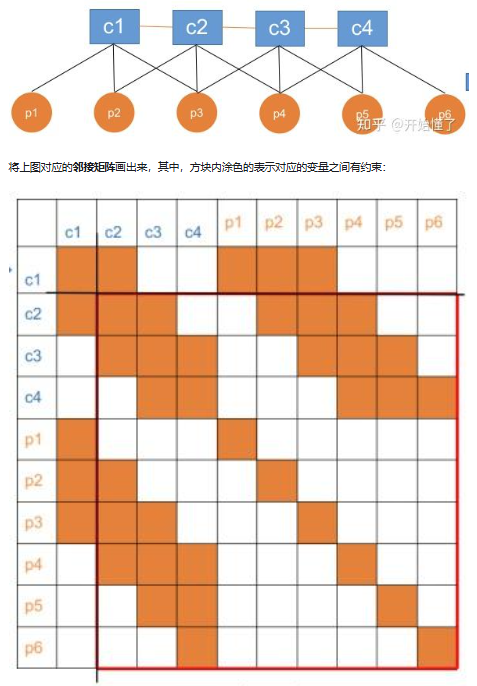 c1 c2 c3 c4
p1 p2 p3 p4 p5 p6
知乎 @开始懂了
将上图对应的邻接矩阵画出来，其中，方块内涂色的表示对应的变量之间有约束：
c1 c2 c3 c4 p1 p2 p3 p4 p5 p6
c1
c2
c3
c4
p1
p2
p3
p4
p5
p6